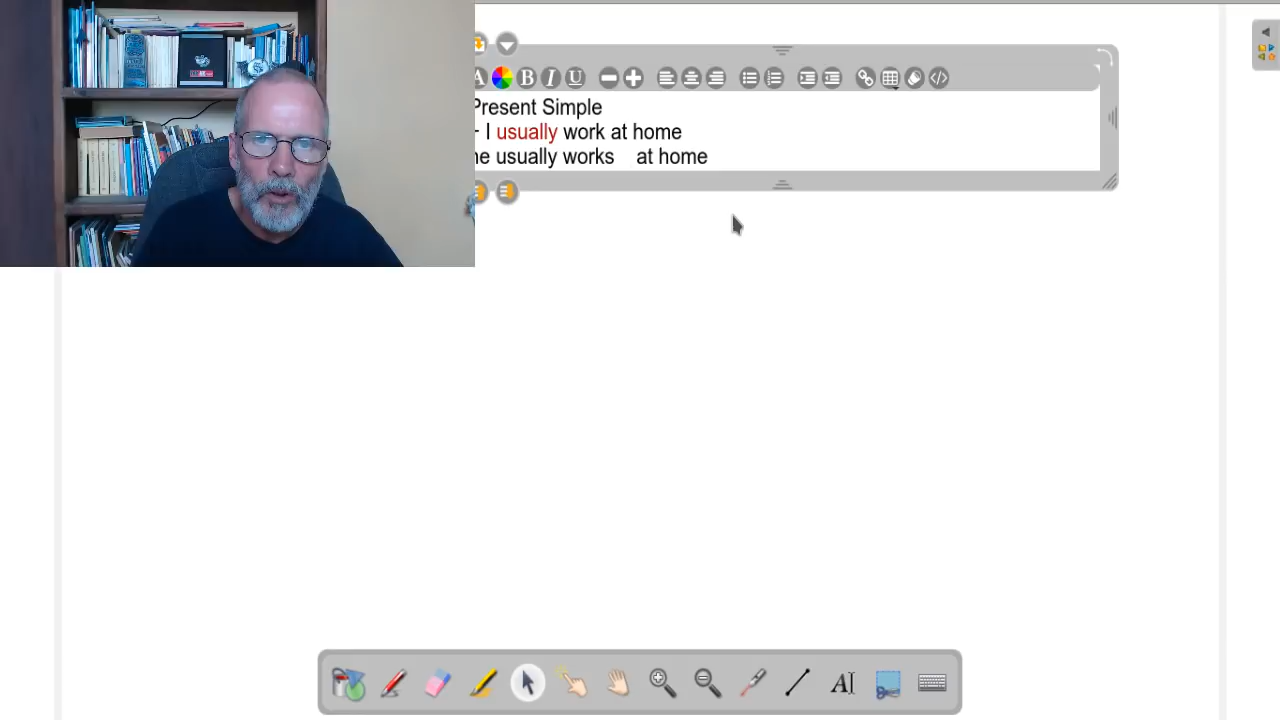 Present Simple
+ I usually work at home
he usually works at home